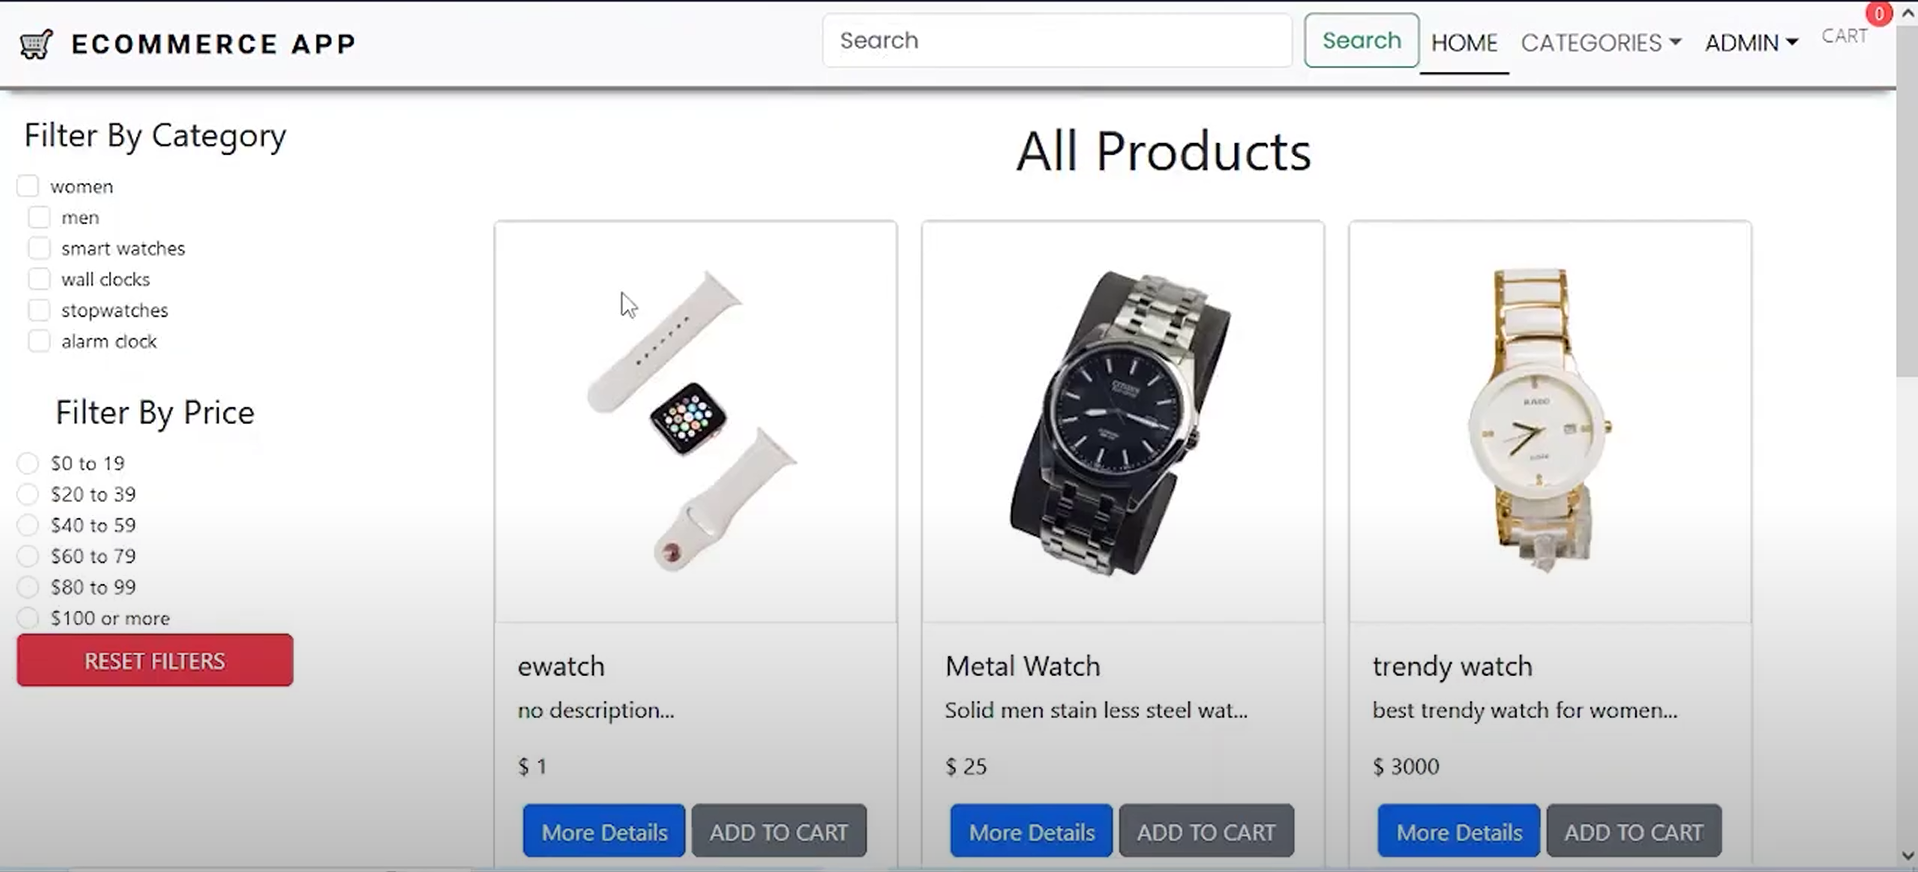 ECOMMERCE APP
Search
Search
HOME
CATEGORIES
ADMIN
CART
0
Filter By Category
women
men
smart watches
wall clocks
stopwatches
alarm clock
Filter By Price
$0 to 19
$20 to 39
$40 to 59
$60 to 79
$80 to 99
$100 or more
RESET FILTERS
All Products
CITIZEN
RADO
ewatch
no description...
$ 1
More Details
ADD TO CART
Metal Watch
Solid men stain less steel wat...
$ 25
More Details
ADD TO CART
trendy watch
best trendy watch for women...
$ 3000
More Details
ADD TO CART